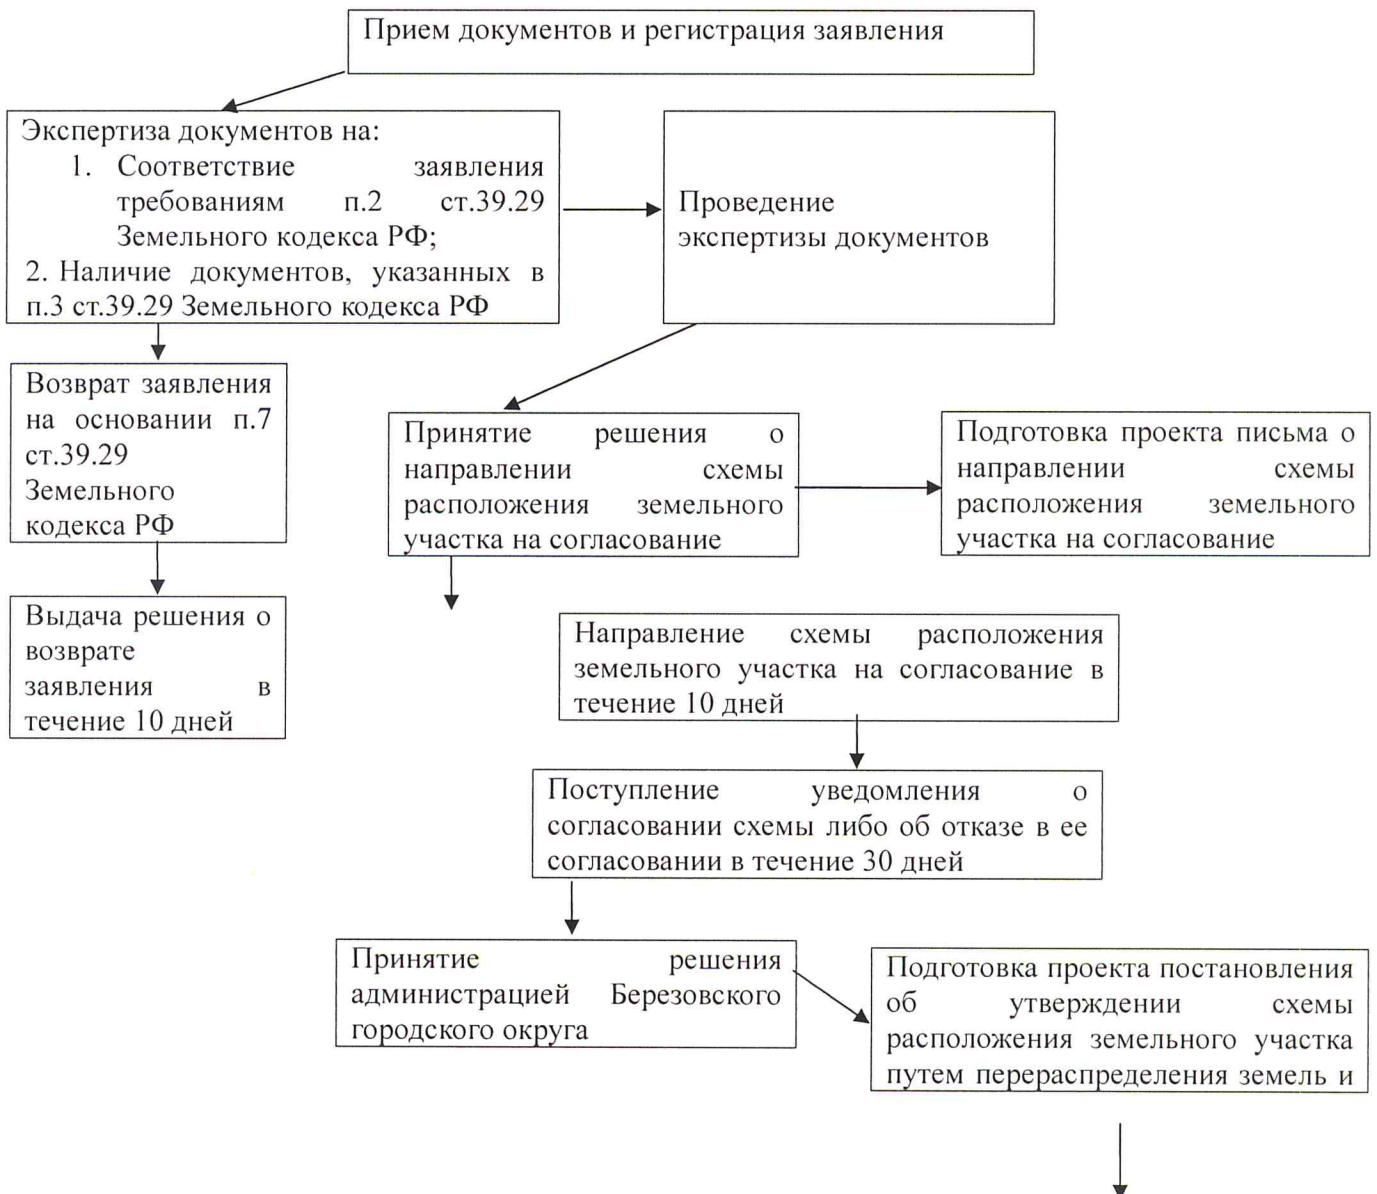 Прием документов и регистрация заявления
Экспертиза документов на:
1. Соответствие заявления
требованиям п.2 ст.39.29
Земельного кодекса РФ;
2. Наличие документов, указанных в
п.3 ст.39.29 Земельного кодекса РФ
Проведение
экспертизы документов
Возврат заявления
на основании п.7
ст.39.29
Земельного
кодекса РФ
Принятие решения о
направлении схемы
расположения земельного
участка на согласование
Подготовка проекта письма о
направлении схемы
расположения земельного
участка на согласование
Выдача решения о
возврате
заявления в
течение 10 дней
Направление схемы расположения
земельного участка на согласование в
течение 10 дней
Поступление уведомления о
согласовании схемы либо об отказе в ее
согласовании в течение 30 дней
Принятие решения
администрацией Березовского
городского округа
Подготовка проекта постановления
об утверждении схемы
расположения земельного участка
путем перераспределения земель и